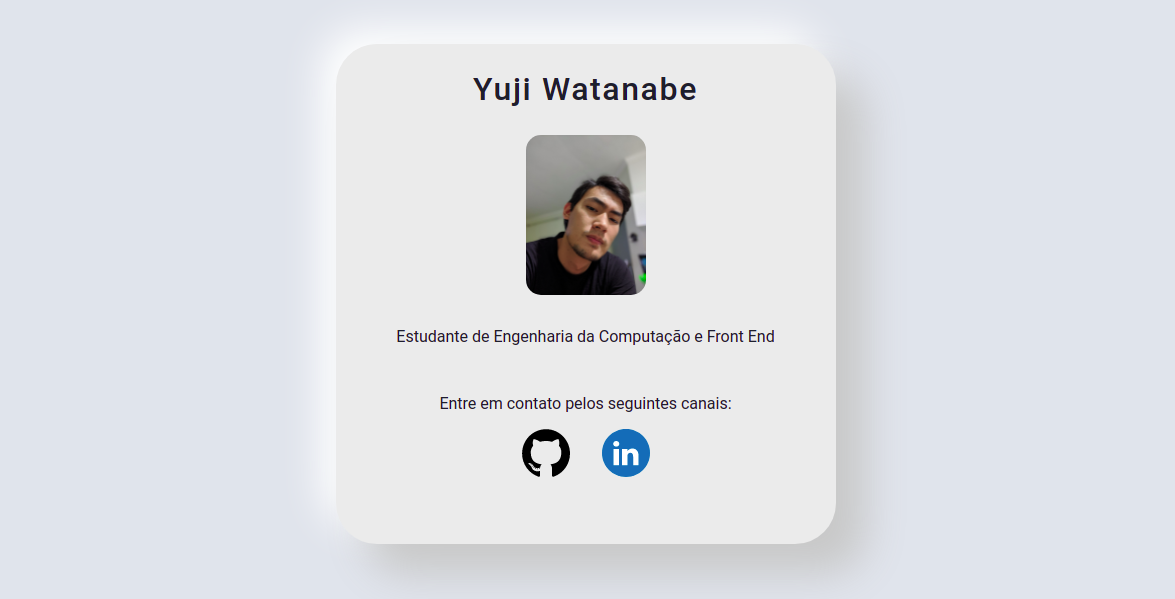 Yuji Watanabe
Estudante de Engenharia da Computação e Front End
Entre em contato pelos seguintes canais:
in